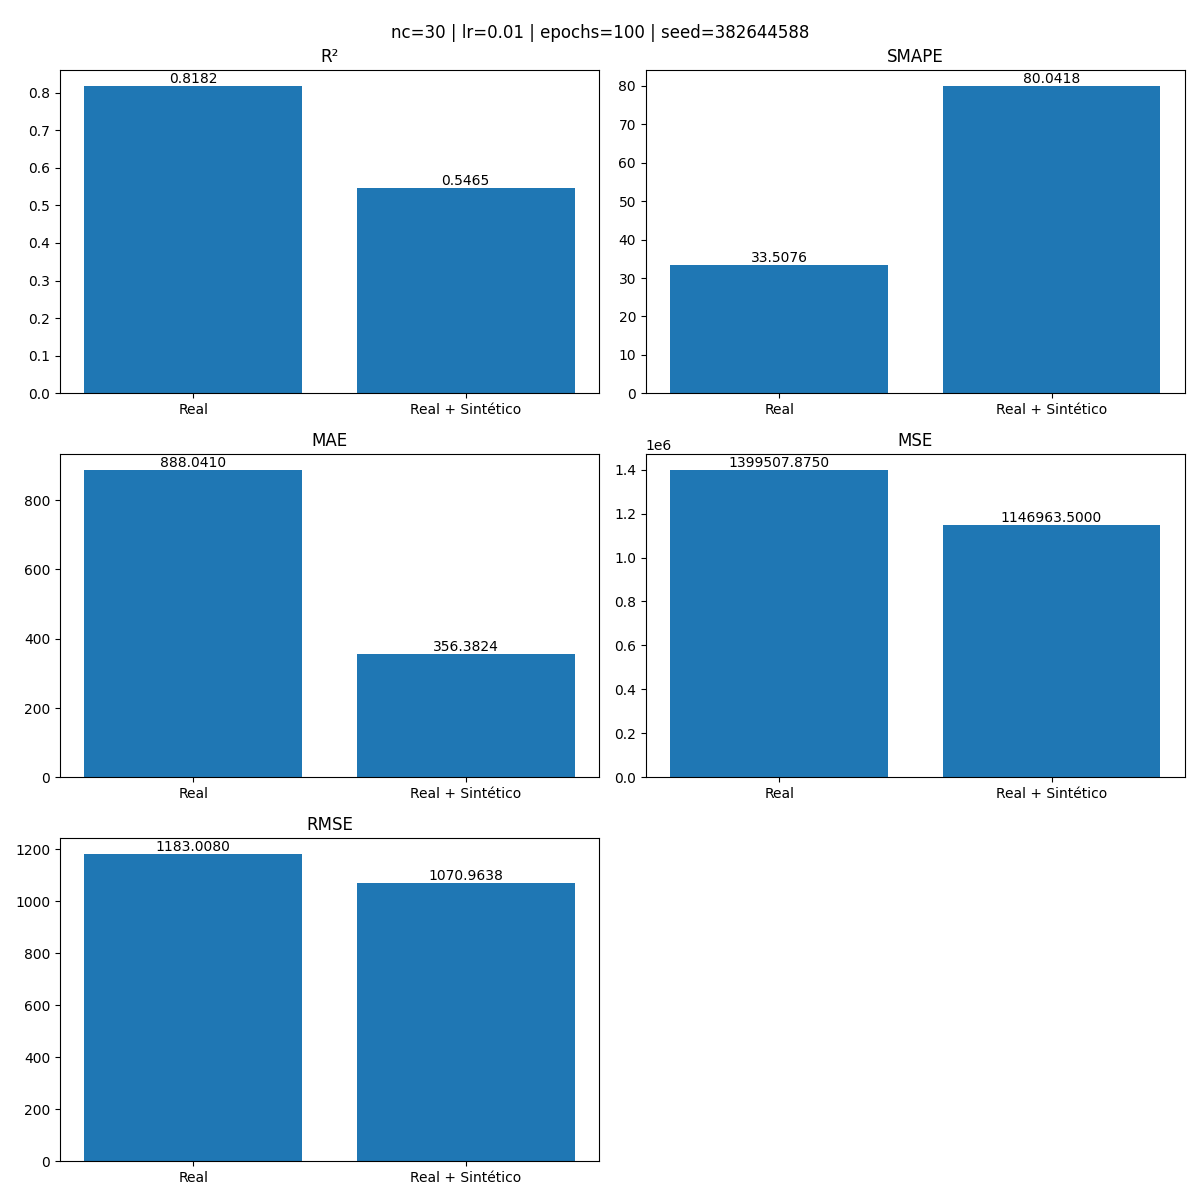 nc=30 | lr=0.01 | epochs=100 | seed=382644588
R²
0.8182
0.5465
0.8
0.7
0.6
0.5
0.4
0.3
0.2
0.1
0.0
Real
Real + Sintético
SMAPE
33.5076
80.0418
80
70
60
50
40
30
20
10
0
Real
Real + Sintético
MAE
888.0410
356.3824
800
600
400
200
0
Real
Real + Sintético
MSE
1e6
1399507.8750
1146963.5000
1.4
1.2
1.0
0.8
0.6
0.4
0.2
0.0
Real
Real + Sintético
RMSE
1183.0080
1070.9638
1200
1000
800
600
400
200
0
Real
Real + Sintético